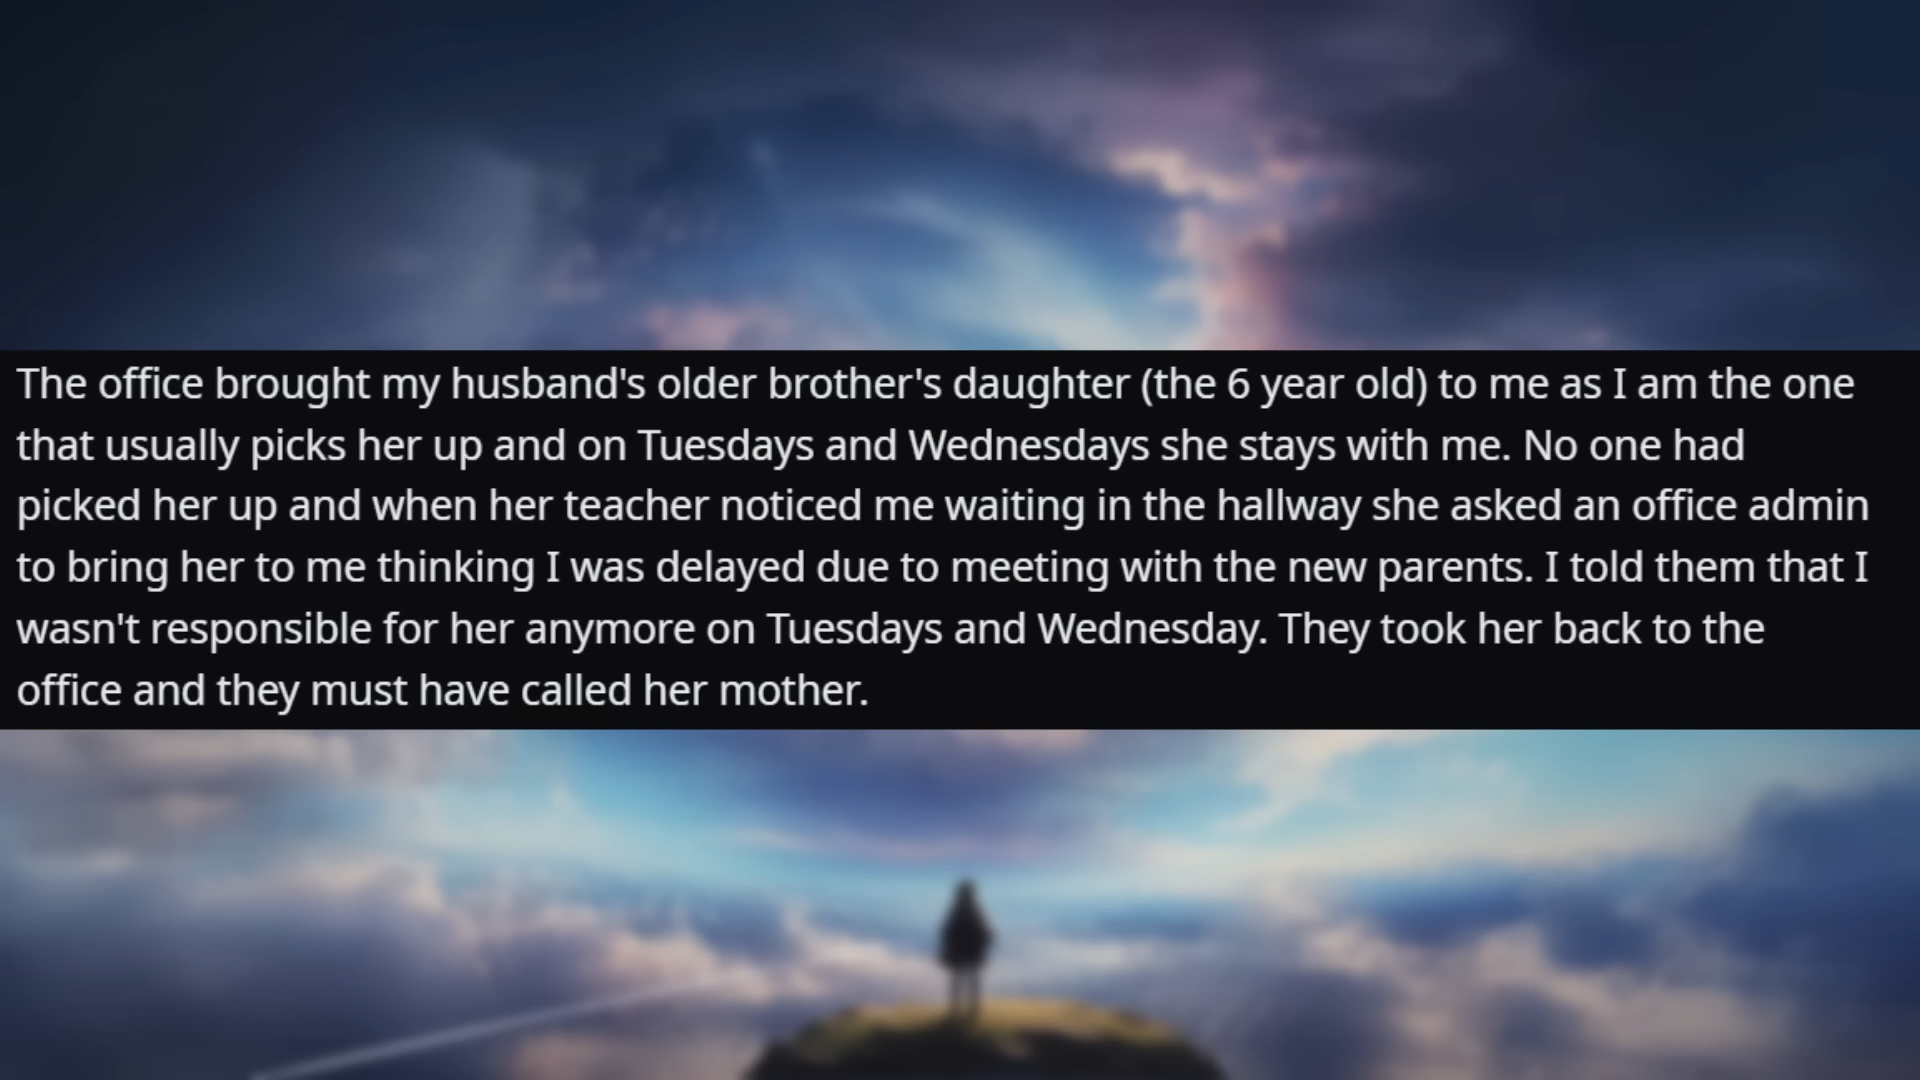 The office brought my husband's older brother's daughter (the 6 year old) to me as I am the one
that usually picks her up and on Tuesdays and Wednesdays she stays with me. No one had
picked her up and when her teacher noticed me waiting in the hallway she asked an office admin
to bring her to me thinking I was delayed due to meeting with the new parents. I told them that I
wasn't responsible for her anymore on Tuesdays and Wednesday. They took her back to the
office and they must have called her mother.